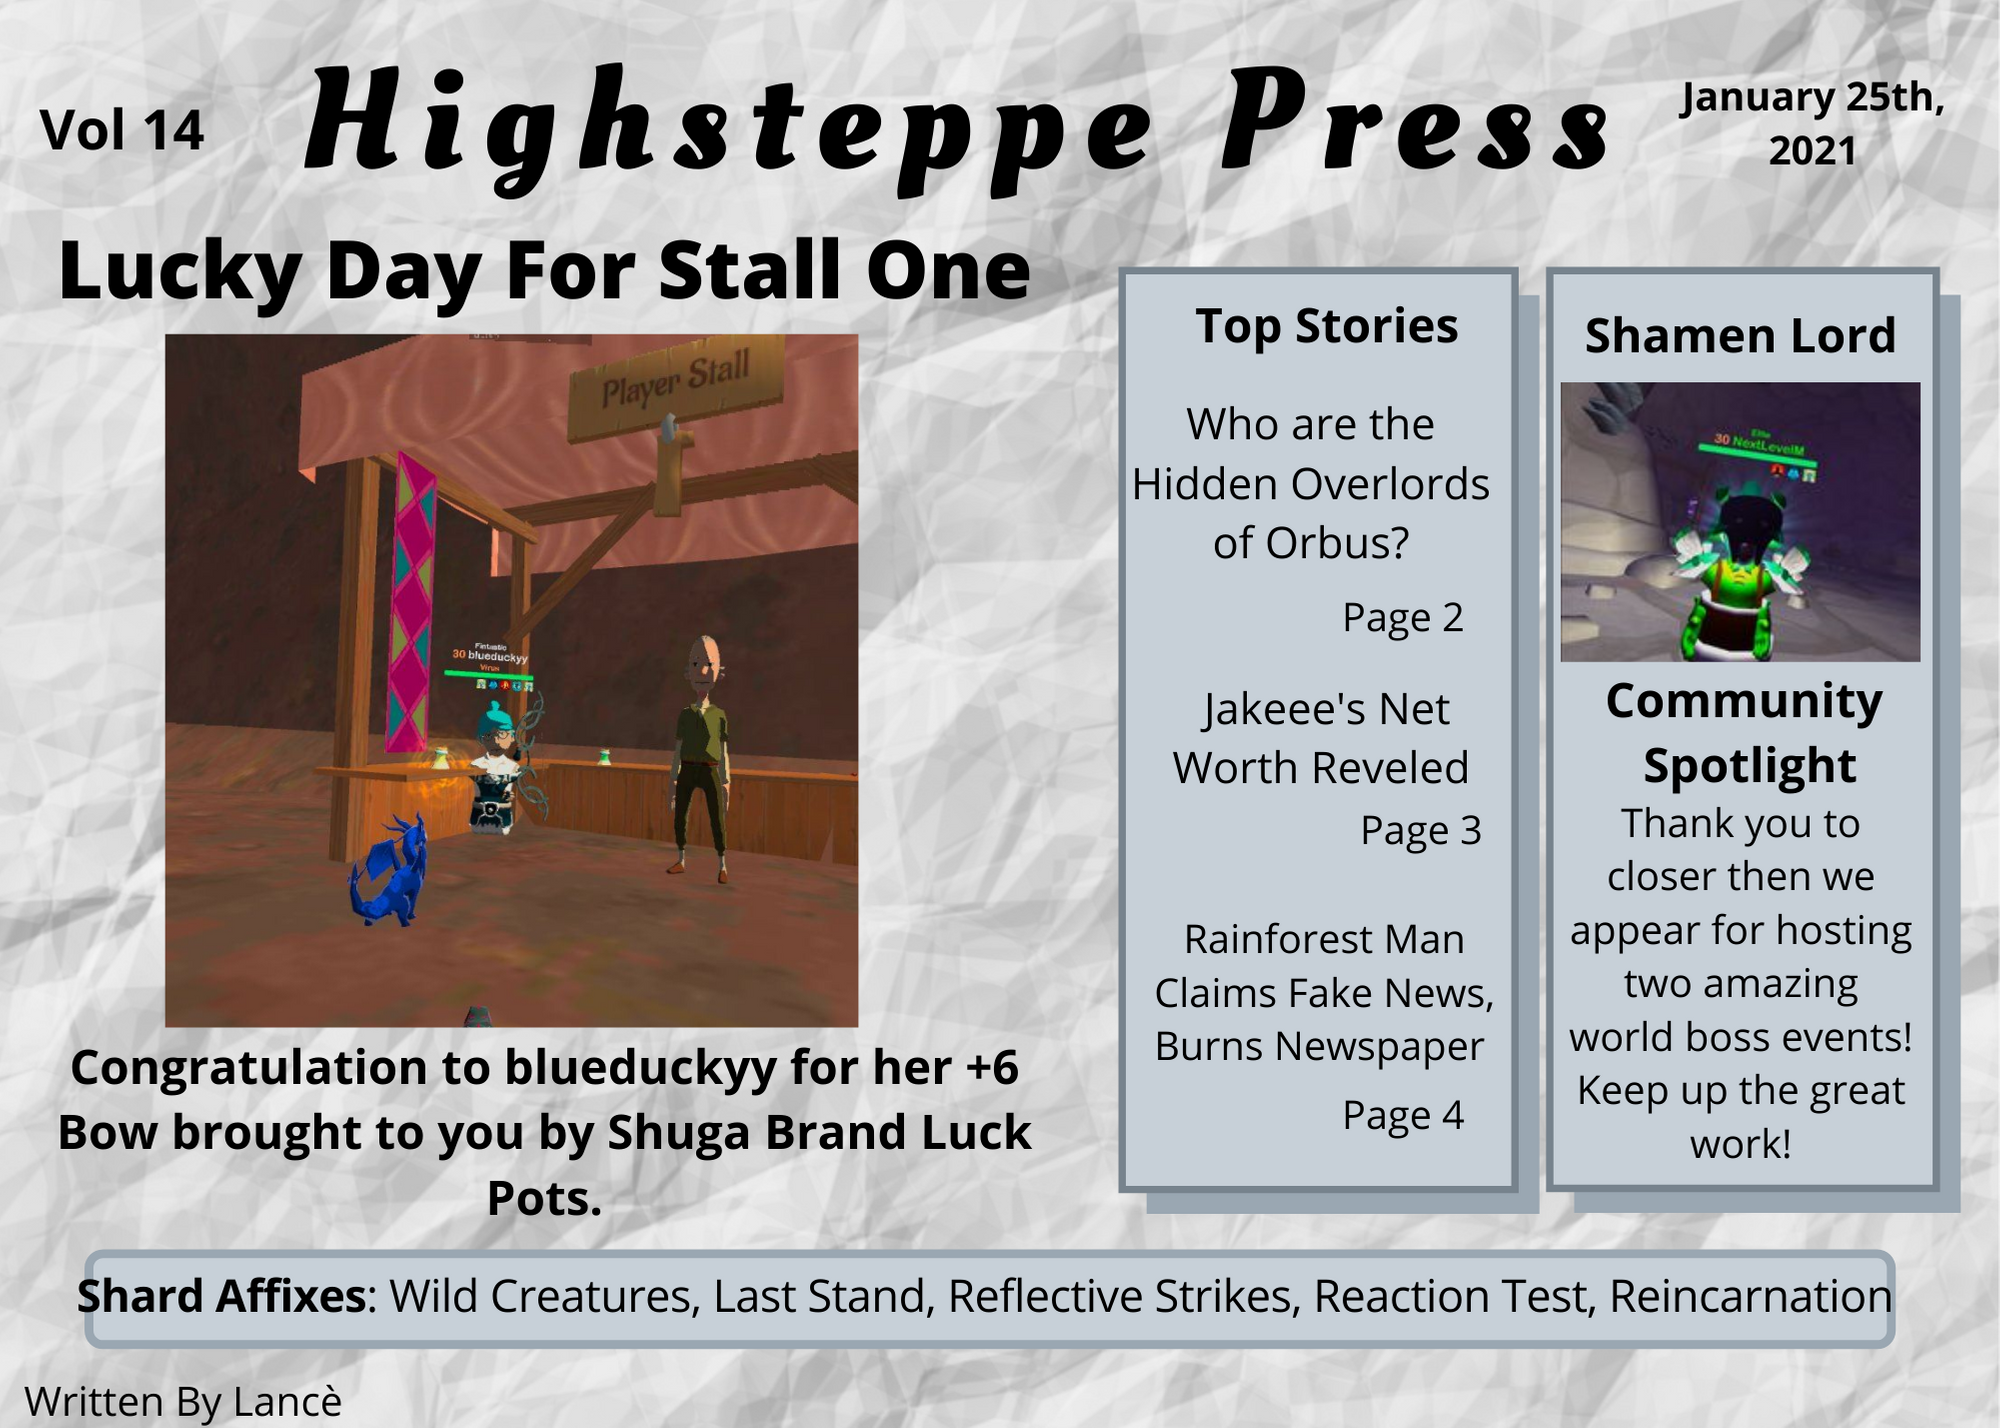 Vol 14
Highsteppe Press
January 25th,
2021
Lucky Day For Stall One
Player Stall
Fintastic
30 blueduckyy
Virus
Congratulation to blueduckyy for her +6
Bow brought to you by Shuga Brand Luck
Pots.
Top Stories
Who are the
Hidden Overlords
of Orbus?
Page 2
Jakeee's Net
Worth Reveled
Page 3
Rainforest Man
Claims Fake News,
Burns Newspaper
Page 4
Shamen Lord
Elite
30 NextLevelM
Community
Spotlight
Thank you to
closer then we
appear for hosting
two amazing
world boss events!
Keep up the great
work!
Shard Affixes: Wild Creatures, Last Stand, Reflective Strikes, Reaction Test, Reincarnation
Written By Lancè